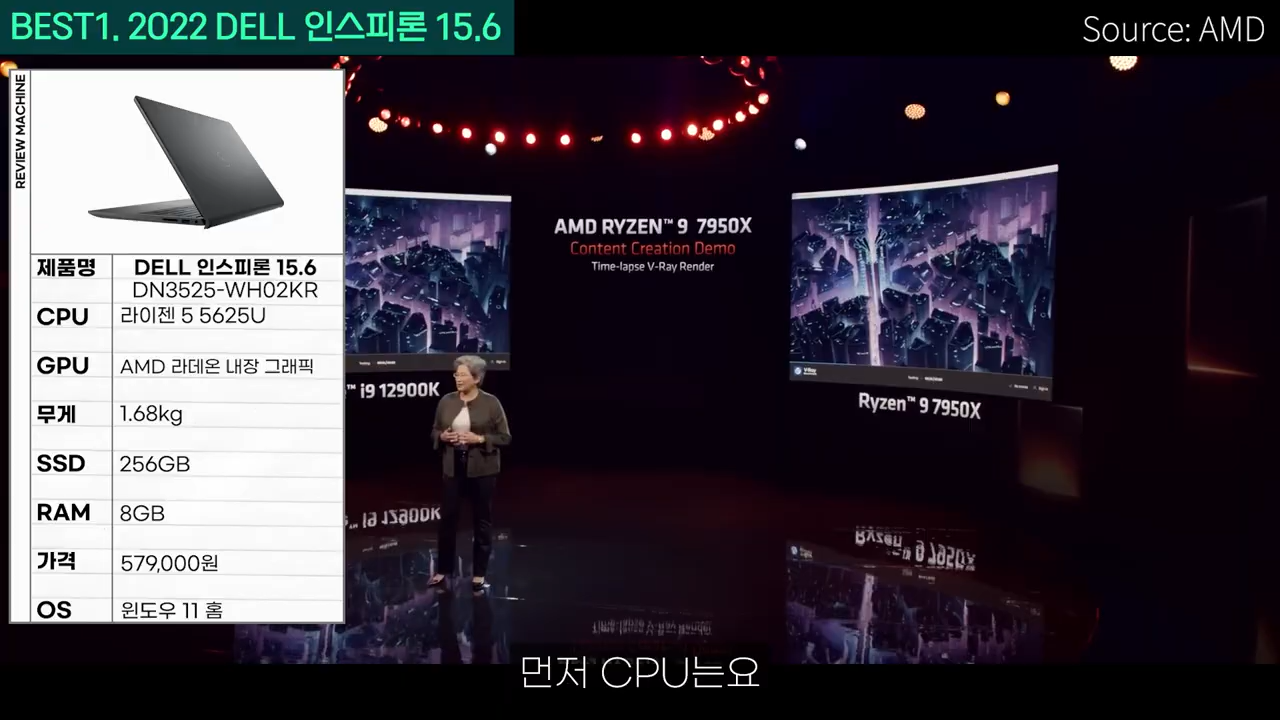 BEST1. 2022 DELL 인스피론 15.6
Source: AMD
REVIEW MACHINE
제품명 DELL 인스피론 15.6
DN3525-WH02KR
CPU 라이젠 5 5625U
GPU AMD 라데온 내장 그래픽
무게 1.68kg
SSD 256GB
RAM 8GB
가격 579,000원
OS 윈도우 11 홈
AMD RYZEN™ 9 7950X
Content Creation Demo
Time-lapse V-Ray Render
™ i9 12900K
Ryzen™ 9 7950X
V-Ray
먼저 CPU는요